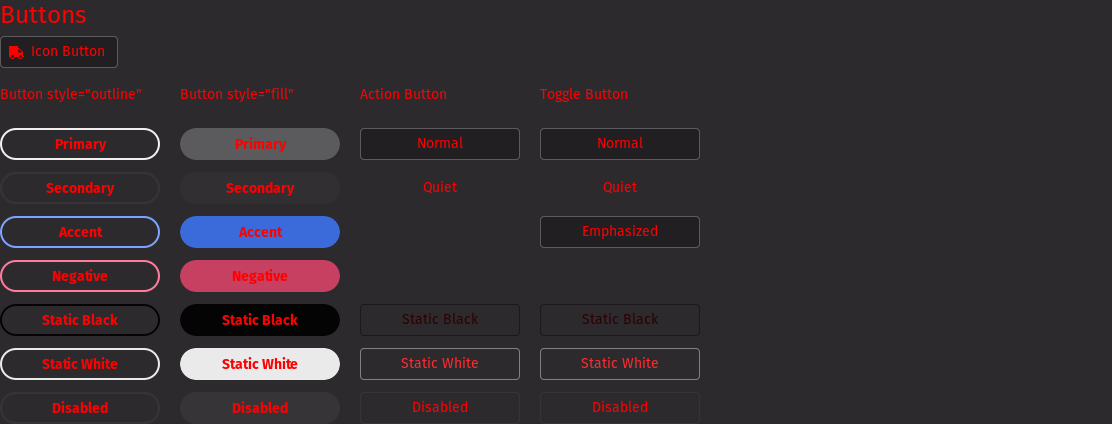 Buttons
Icon Button
Button style="outline" Button style="fill" Action Button Toggle Button
Primary Primary Normal Normal
Secondary Secondary Quiet Quiet
Accent Accent Emphasized
Negative Negative
Static Black Static Black Static Black Static Black
Static White Static White Static White Static White
Disabled Disabled Disabled Disabled